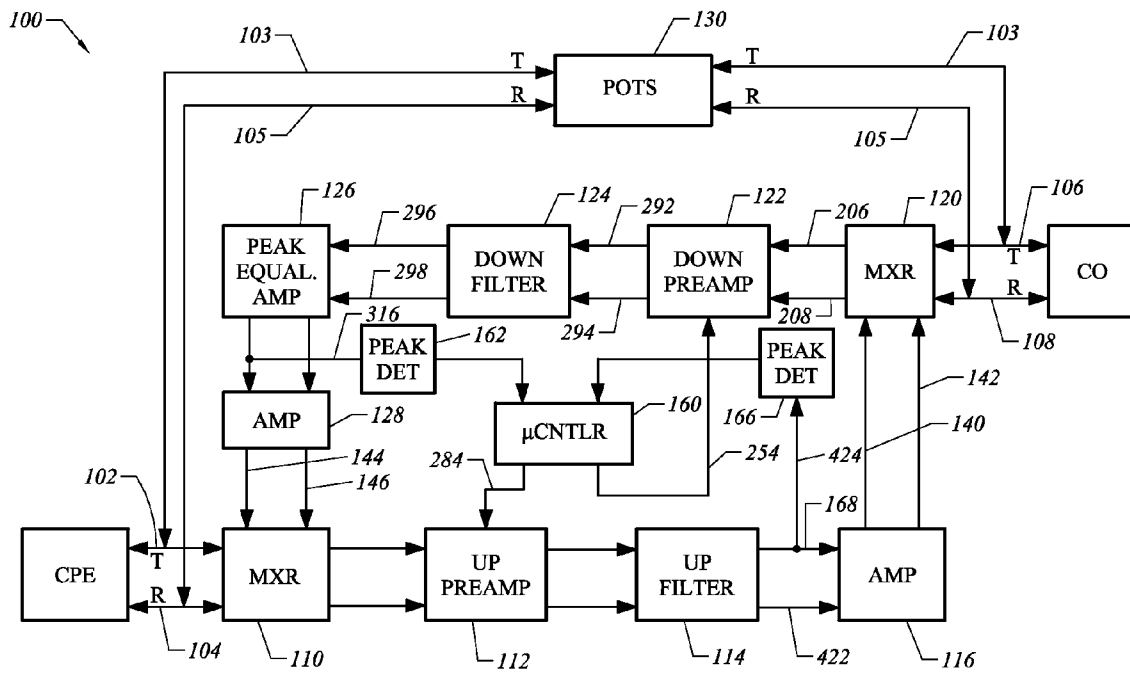 100
103
130
103
T
T
POTS
R
R
105
105
126
124
122
120
106
296
292
206
PEAK
EQUAL.
AMP
DOWN
FILTER
DOWN
PREAMP
MXR
T
CO
298
R
316
162
294
208
108
PEAK
DET
PEAK
DET
142
AMP
128
µCNTLR
160
166
140
144
284
254
424
102
146
168
CPE
T
MXR
UP
PREAMP
UP
FILTER
AMP
R
104
110
112
114
422
116